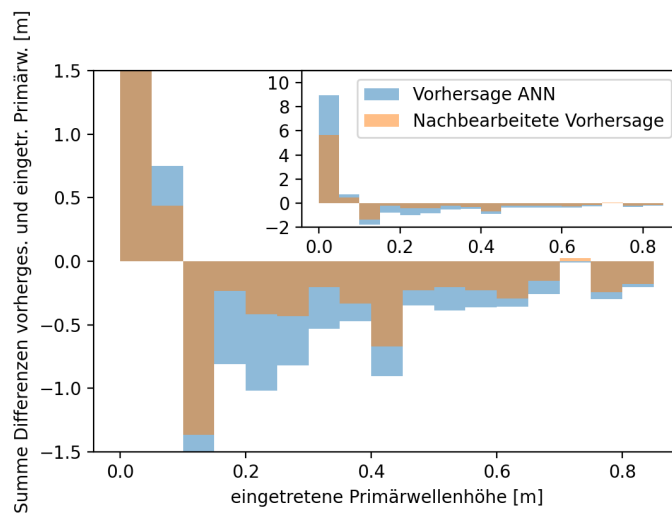 Summe Differenzen vorherges. und eingetr. Primärw. [m]
1.5
1.0
0.5
0.0
−0.5
−1.0
−1.5
0.0 0.2 0.4 0.6 0.8
eingetretene Primärwellenhöhe [m]
10
8
6
4
2
0
−2
0.0 0.2 0.4 0.6 0.8
Vorhersage ANN
Nachbearbeitete Vorhersage